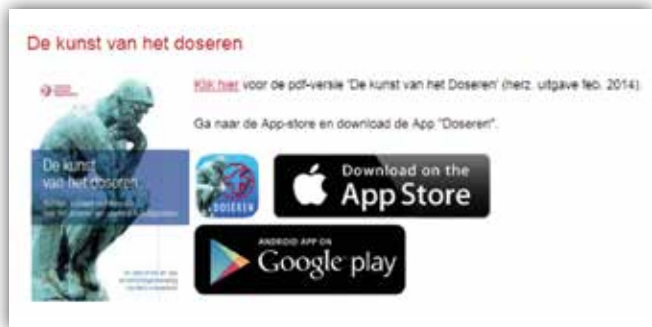 De kunst van het doseren
Klik hier voor de pdf-versie 'De kunst van het Doseren' (herz. uitgave feb. 2014).
Ga naar de App-store en download de App "Doseren".
De kunst
van het doseren
DOSEREN
Download on the
App Store
ANDROID APP ON
Google play